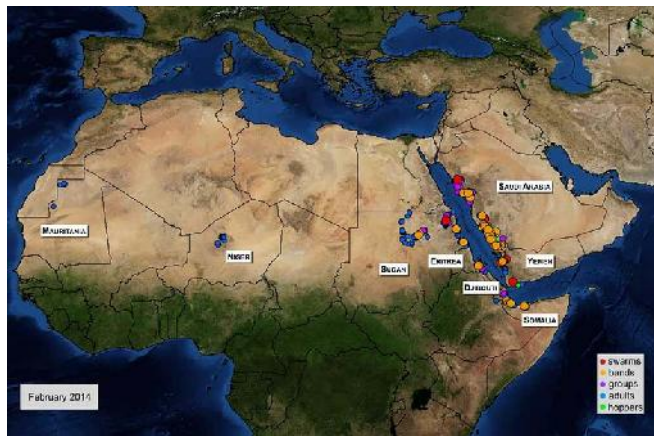 SAUDI ARABIA
MAURITANIA
NIGER
SUDAN
ERITREA
YEMEN
DJIBOUTI
SOMALIA
February 2014
swarms
bands
groups
adults
hoppers